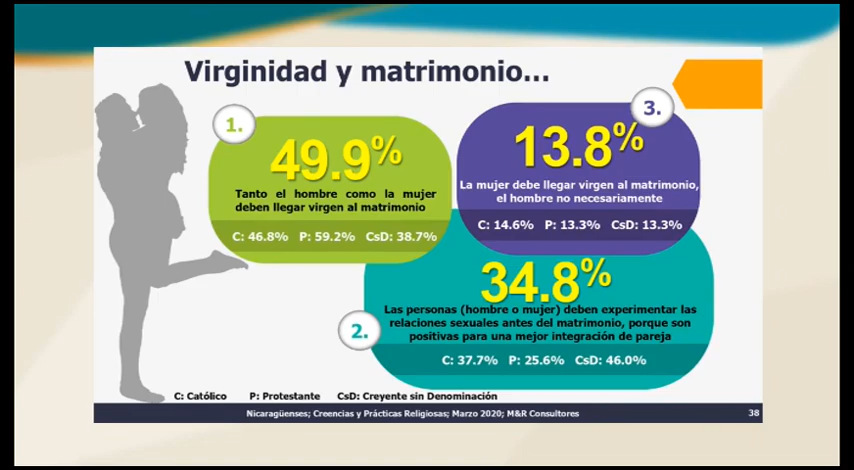 Virginidad y matrimonio...
1.
49.9%
Tanto el hombre como la mujer
deben llegar virgen al matrimonio
C: 46.8% P: 59.2% CsD: 38.7%
3.
13.8%
La mujer debe llegar virgen al matrimonio,
el hombre no necesariamente
C: 14.6% P: 13.3% CsD: 13.3%
34.8%
Las personas (hombre o mujer) deben experimentar las
relaciones sexuales antes del matrimonio, porque son
positivas para una mejor integración de pareja
2.
C: 37.7% P: 25.6% CsD: 46.0%
C: Católico P: Protestante CsD: Creyente sin Denominación
Nicaragüenses; Creencias y Prácticas Religiosas; Marzo 2020; M&R Consultores
38